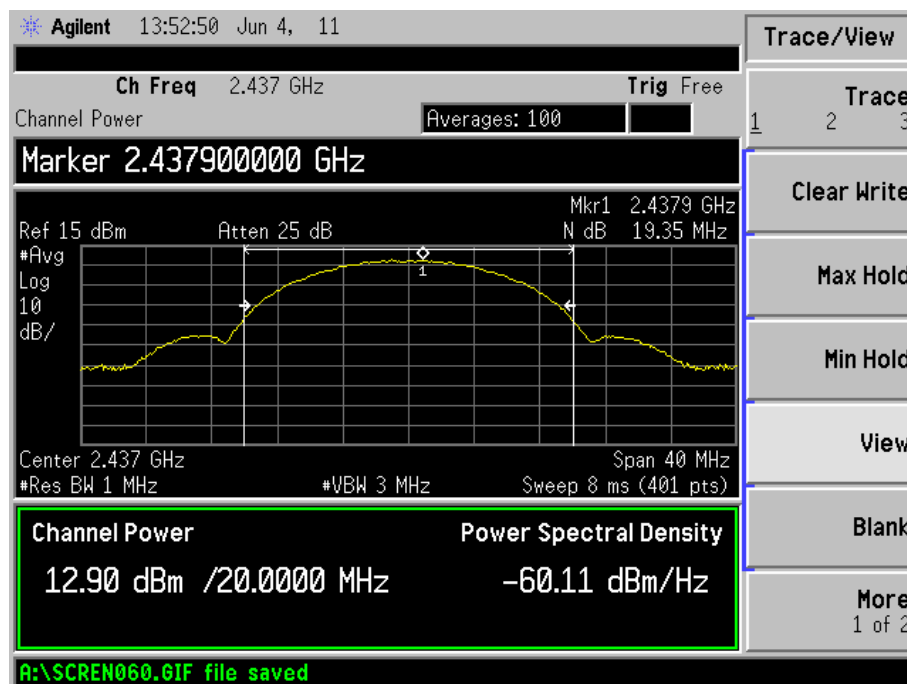 Agilent 13:52:50 Jun 4, 11
Trace/View
Ch Freq 2.437 GHz Trig Free
Channel Power Averages: 100
Trace
1 2 3
Marker 2.437900000 GHz
Clear Write
Mkr1 2.4379 GHz
Ref 15 dBm Atten 25 dB N dB 19.35 MHz
#Avg
Log
10
dB/
1
Max Hold
Min Hold
View
Center 2.437 GHz Span 40 MHz
#Res BW 1 MHz #VBW 3 MHz Sweep 8 ms (401 pts)
Channel Power Power Spectral Density
12.90 dBm /20.0000 MHz -60.11 dBm/Hz
Blank
More
1 of 2
A:\SCREN060.GIF file saved